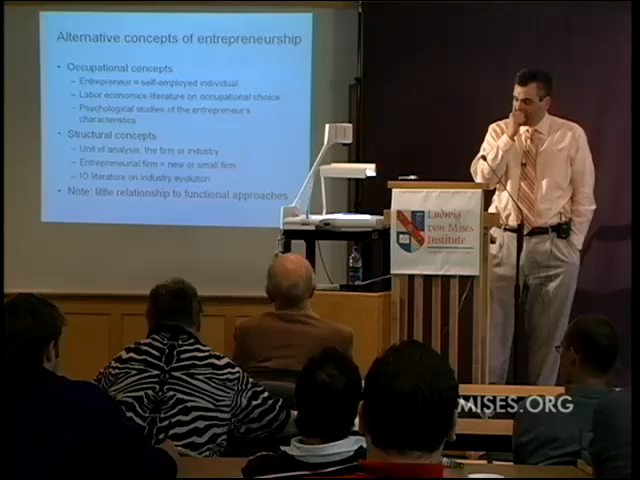 Alternative concepts of entrepreneurship
• Occupational concepts
– Entrepreneur = self-employed individual
– Labor economics literature on occupational choice
– Psychological studies of the entrepreneur's
characteristics
• Structural concepts
– Unit of analysis: the firm or industry
– Entrepreneurial firm = new or small firm
– IO literature on industry evolution
• Note: little relationship to functional approaches
Ludwig
von Mises
Institute
MISES.ORG